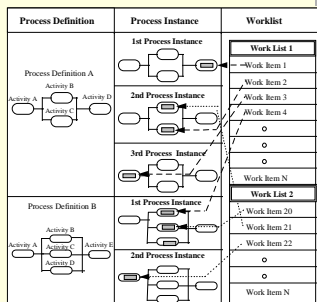 Process Definition
Process Instance
Worklist
Process Definition A
Activity B
Activity A
Activity D
Activity C
Process Definition B
Activity B
Activity A
Activity C
Activity E
Activity D
1st Process Instance
2nd Process Instance
3rd Process Instance
1st Process Instance
2nd Process Instance
Work List 1
Work Item 1
Work Item 2
Work Item 3
Work Item 4
Work Item N
Work List 2
Work Item 20
Work Item 21
Work Item 22
Work Item N